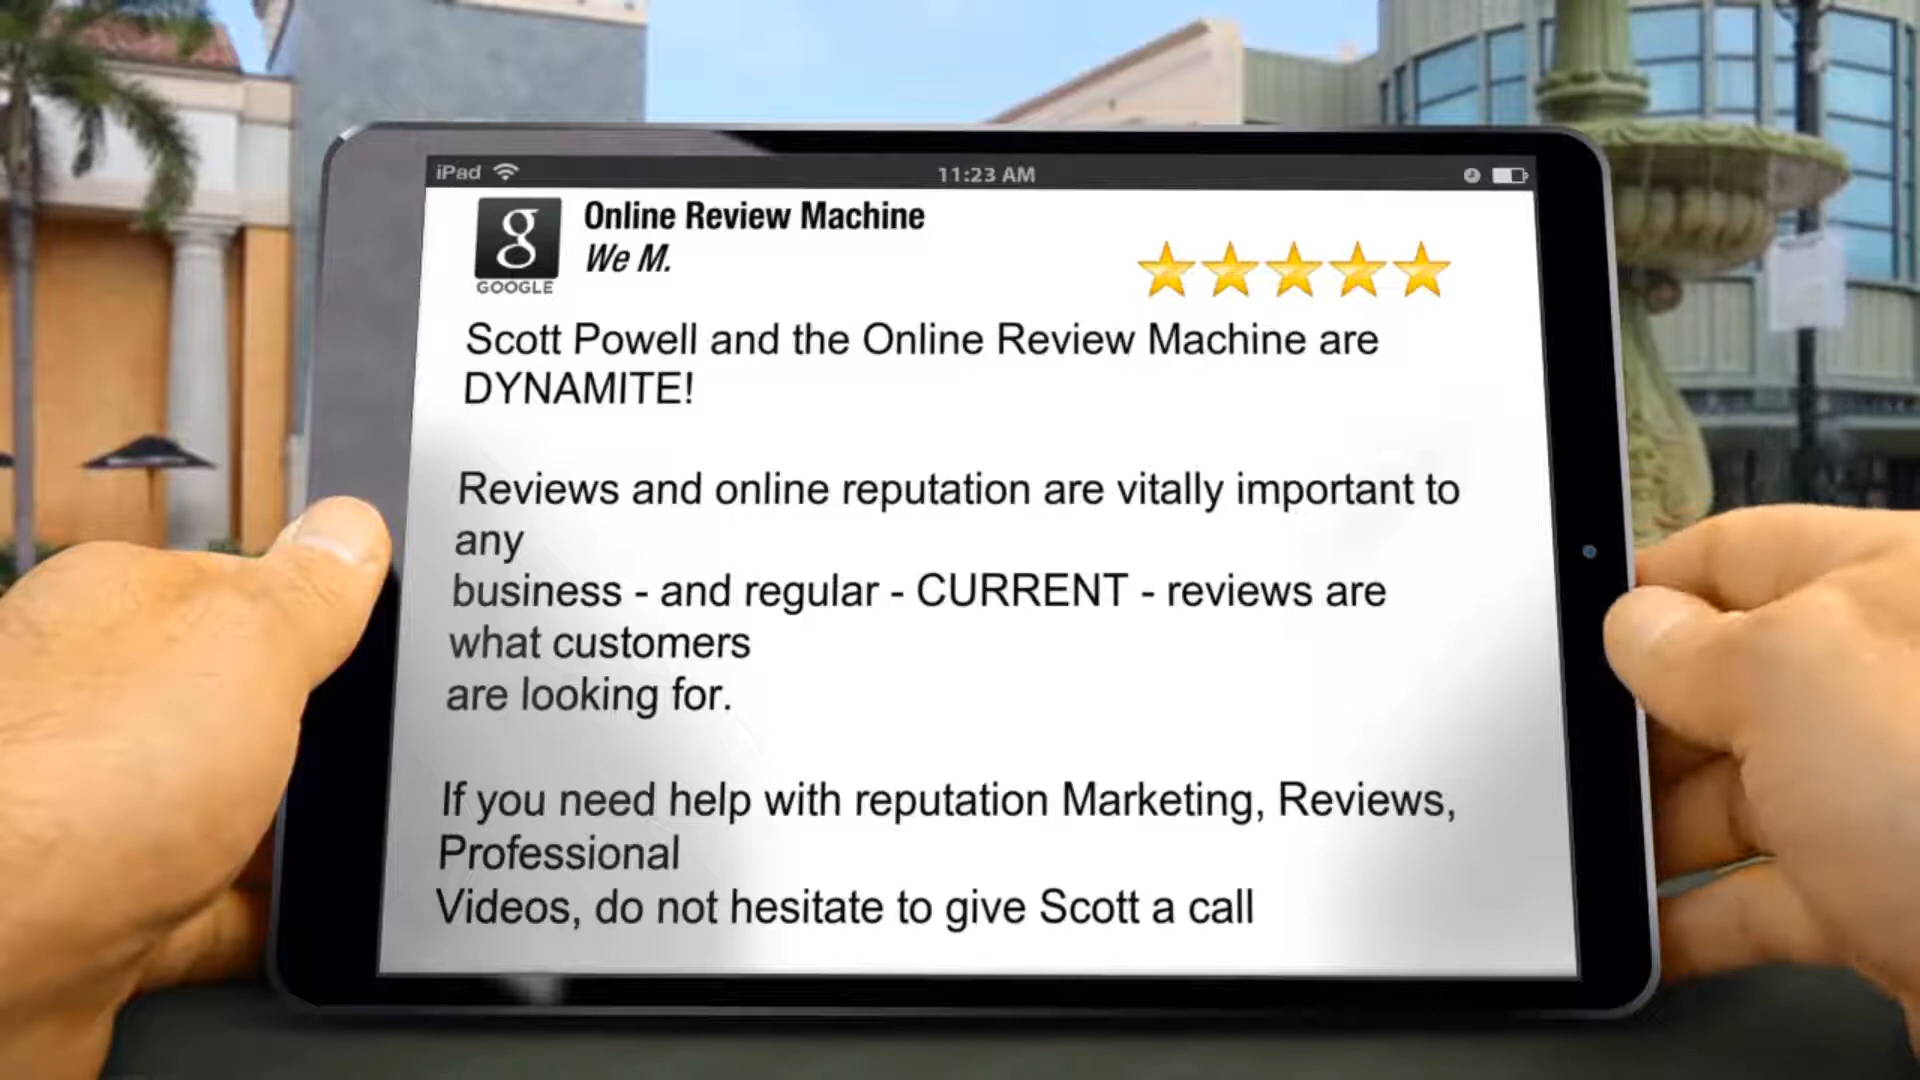 iPad
11:23 AM
g
GOOGLE
Online Review Machine
We M.
Scott Powell and the Online Review Machine are
DYNAMITE!
Reviews and online reputation are vitally important to
any
business - and regular - CURRENT - reviews are
what customers
are looking for.
If you need help with reputation Marketing, Reviews,
Professional
Videos, do not hesitate to give Scott a call